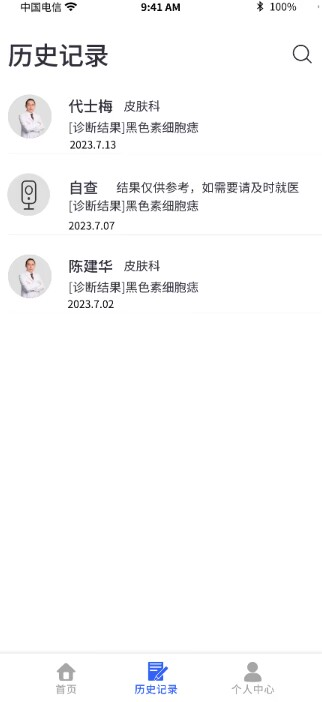 中国电信 9:41 AM 100%
历史记录
代士梅 皮肤科
[诊断结果]黑色素细胞痣
2023.7.13
自查 结果仅供参考，如需要请及时就医
[诊断结果]黑色素细胞痣
2023.7.07
陈建华 皮肤科
[诊断结果]黑色素细胞痣
2023.7.02
首页 历史记录 个人中心